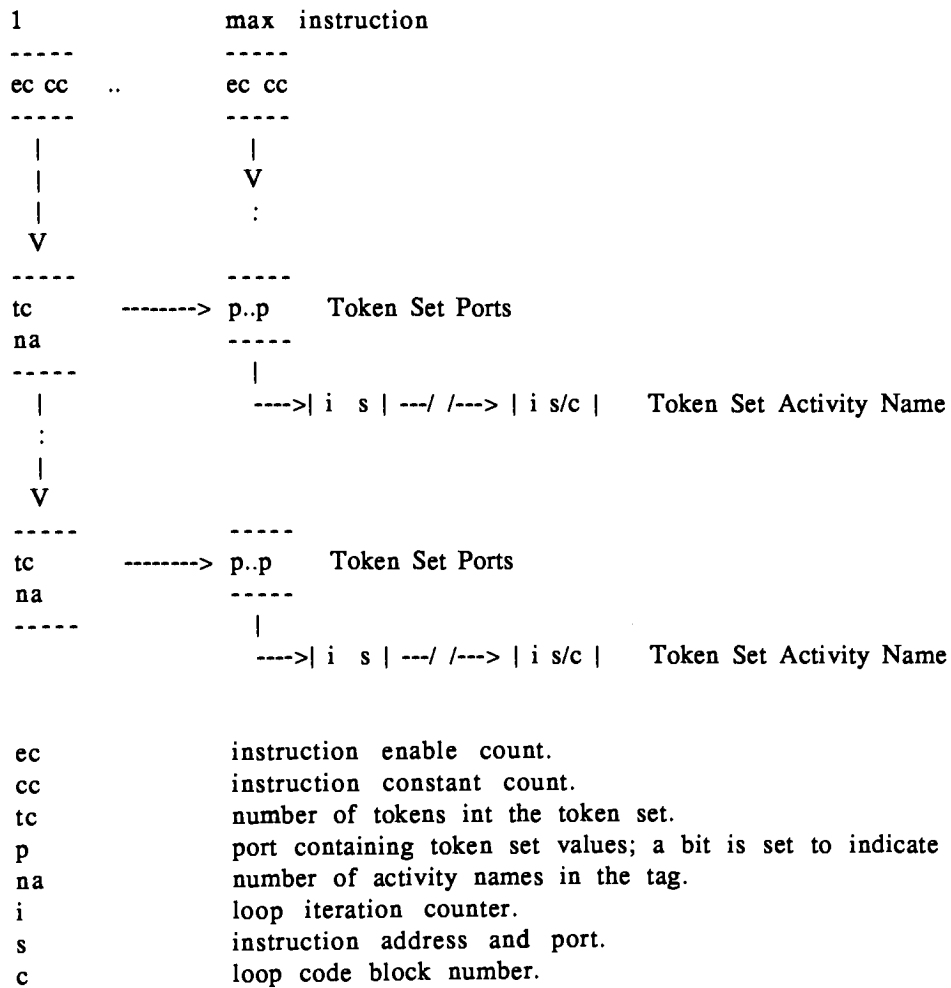 1 max instruction
----- -----
ec cc .. ec cc
----- -----
| |
| V
| :
V
----- -----
tc --------> p..p Token Set Ports
na -----
----- |
| ---->| i s | ---/ /---> | i s/c | Token Set Activity Name
:
|
V
----- -----
tc --------> p..p Token Set Ports
na -----
----- |
---->| i s | ---/ /---> | i s/c | Token Set Activity Name
ec instruction enable count.
cc instruction constant count.
tc number of tokens int the token set.
p port containing token set values; a bit is set to indicate
na number of activity names in the tag.
i loop iteration counter.
s instruction address and port.
c loop code block number.